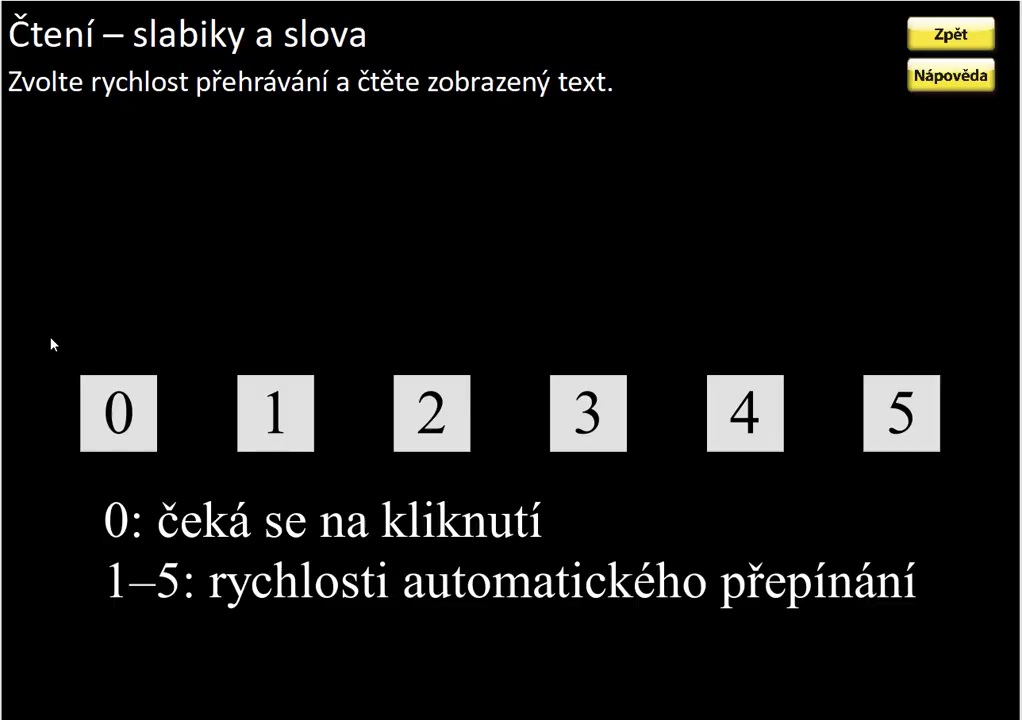 Čtení – slabiky a slova
Zpět
Zvolte rychlost přehrávání a čtěte zobrazený text.
Nápověda
0 1 2 3 4 5
0: čeká se na kliknutí
1–5: rychlosti automatického přepínání